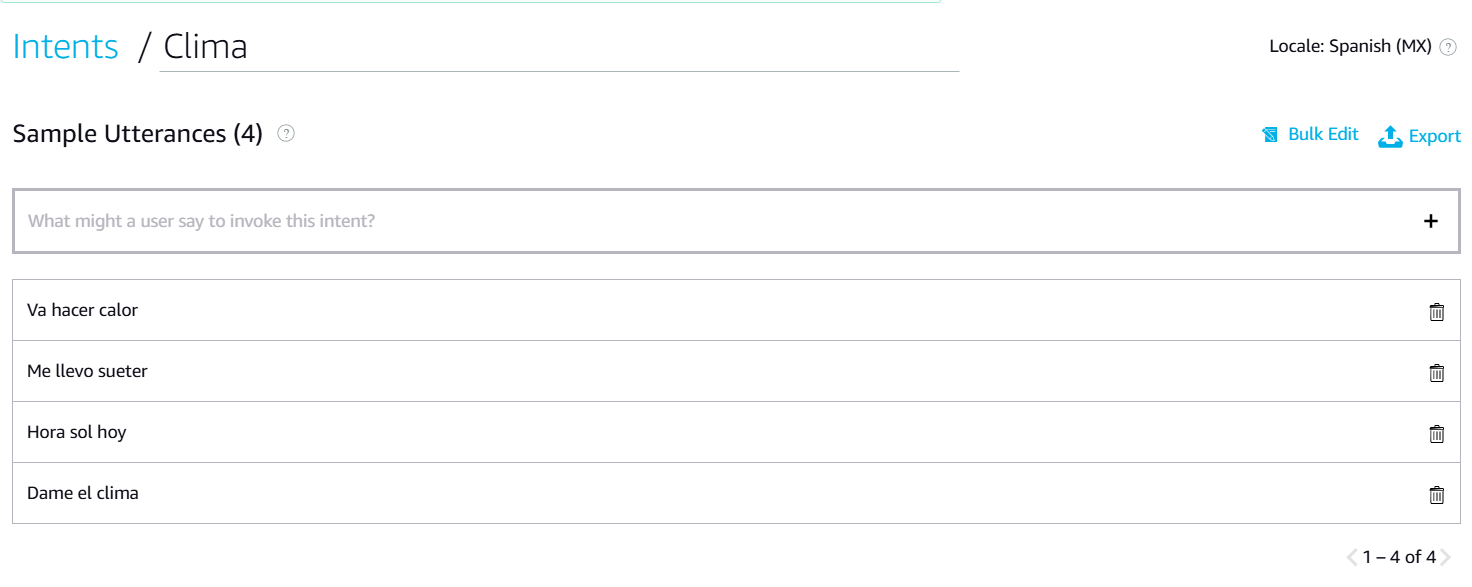 Intents / Clima
Locale: Spanish (MX) ?
Sample Utterances (4) ?
Bulk Edit Export
What might a user say to invoke this intent? +
Va hacer calor
Me llevo sueter
Hora sol hoy
Dame el clima
1 – 4 of 4